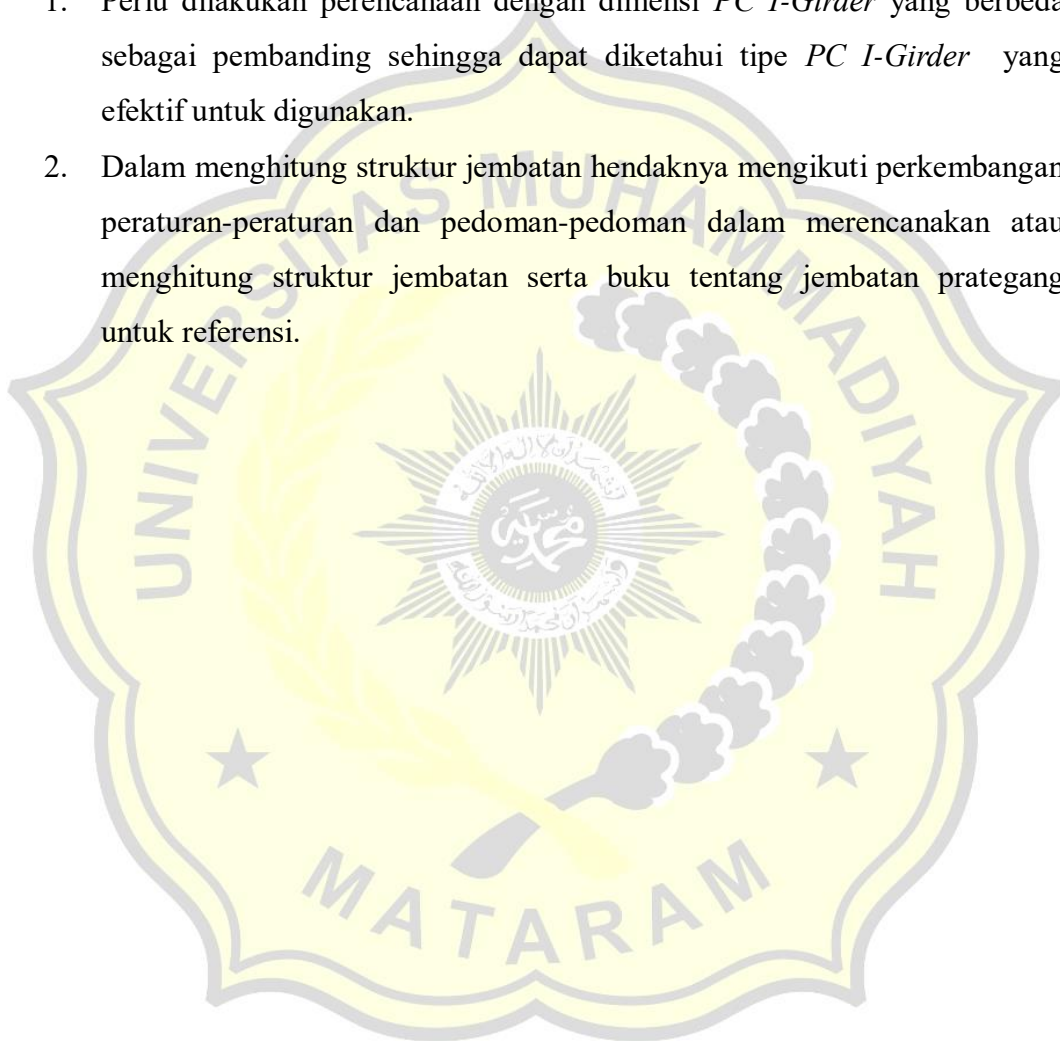 1. Perlu dilakukan perencanaan dengan dimensi PC I-Girder yang berbeda
sebagai pembanding sehingga dapat diketahui tipe PC I-Girder yang
efektif untuk digunakan.
2. Dalam menghitung struktur jembatan hendaknya mengikuti perkembangan
peraturan-peraturan dan pedoman-pedoman dalam merencanakan atau
menghitung struktur jembatan serta buku tentang jembatan prategang
untuk referensi.
UNIVERSITAS MUHAMMADIYAH
MATARAM